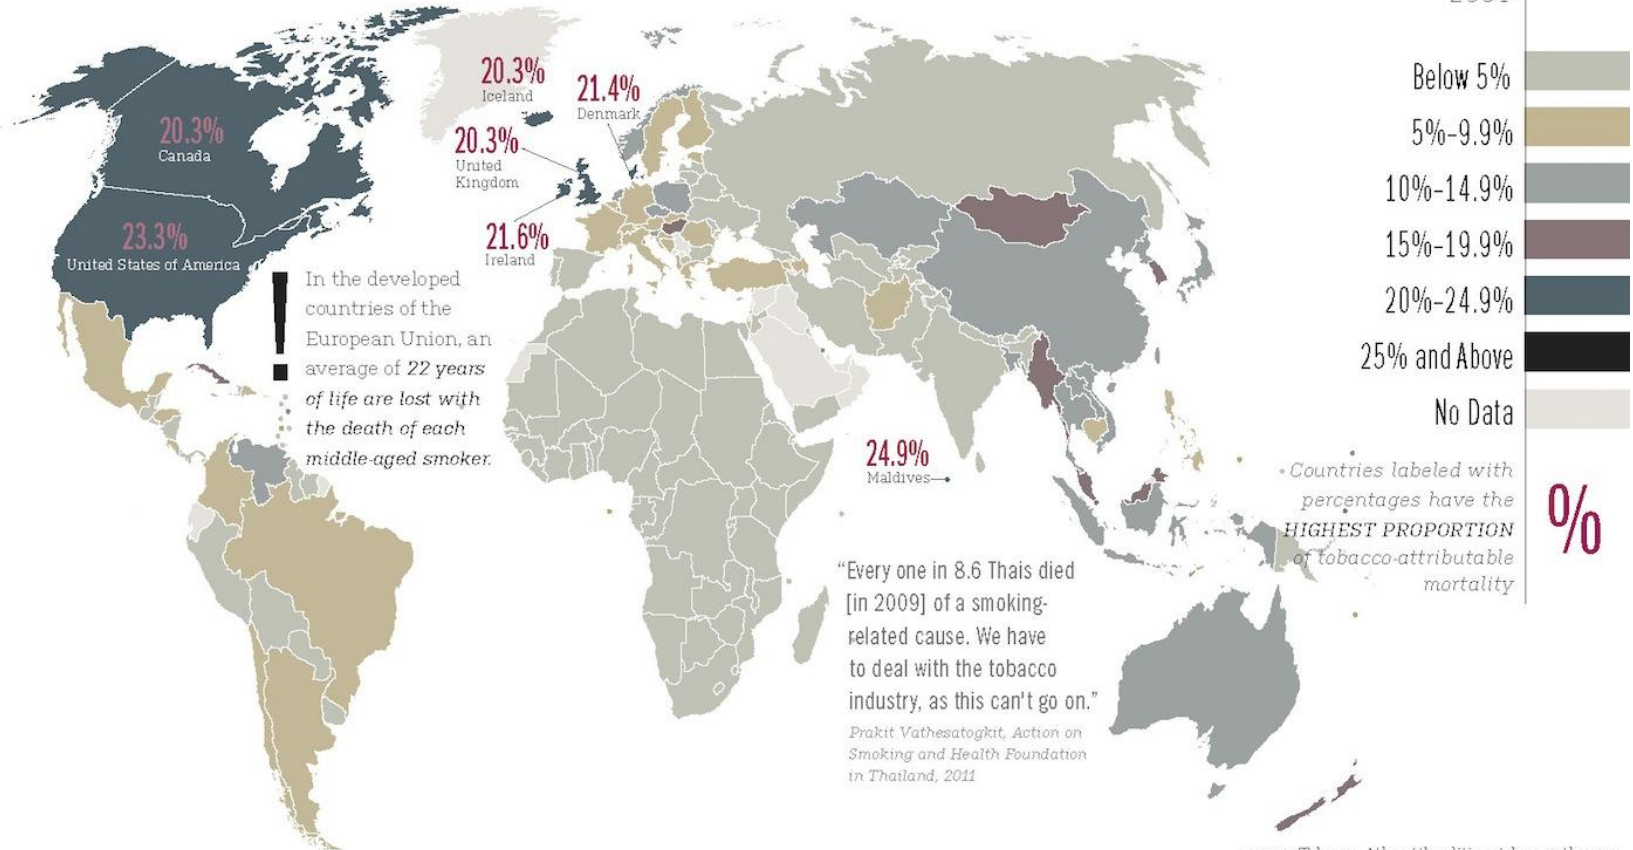 20.3%
Iceland
21.4%
Denmark
20.3%
Canada
20.3%
United
Kingdom
23.3%
United States of America
21.6%
Ireland
In the developed
countries of the
European Union, an
average of 22 years
of life are lost with
the death of each
middle-aged smoker.
24.9%
Maldives
"Every one in 8.6 Thais died
[in 2009] of a smoking-
related cause. We have
to deal with the tobacco
industry, as this can't go on."
Prakit Vathesatogkit, Action on
Smoking and Health Foundation
in Thailand, 2011
Below 5%
5%-9.9%
10%-14.9%
15%-19.9%
20%-24.9%
25% and Above
No Data
Countries labeled with
percentages have the
HIGHEST PROPORTION
of tobacco-attributable
mortality
%